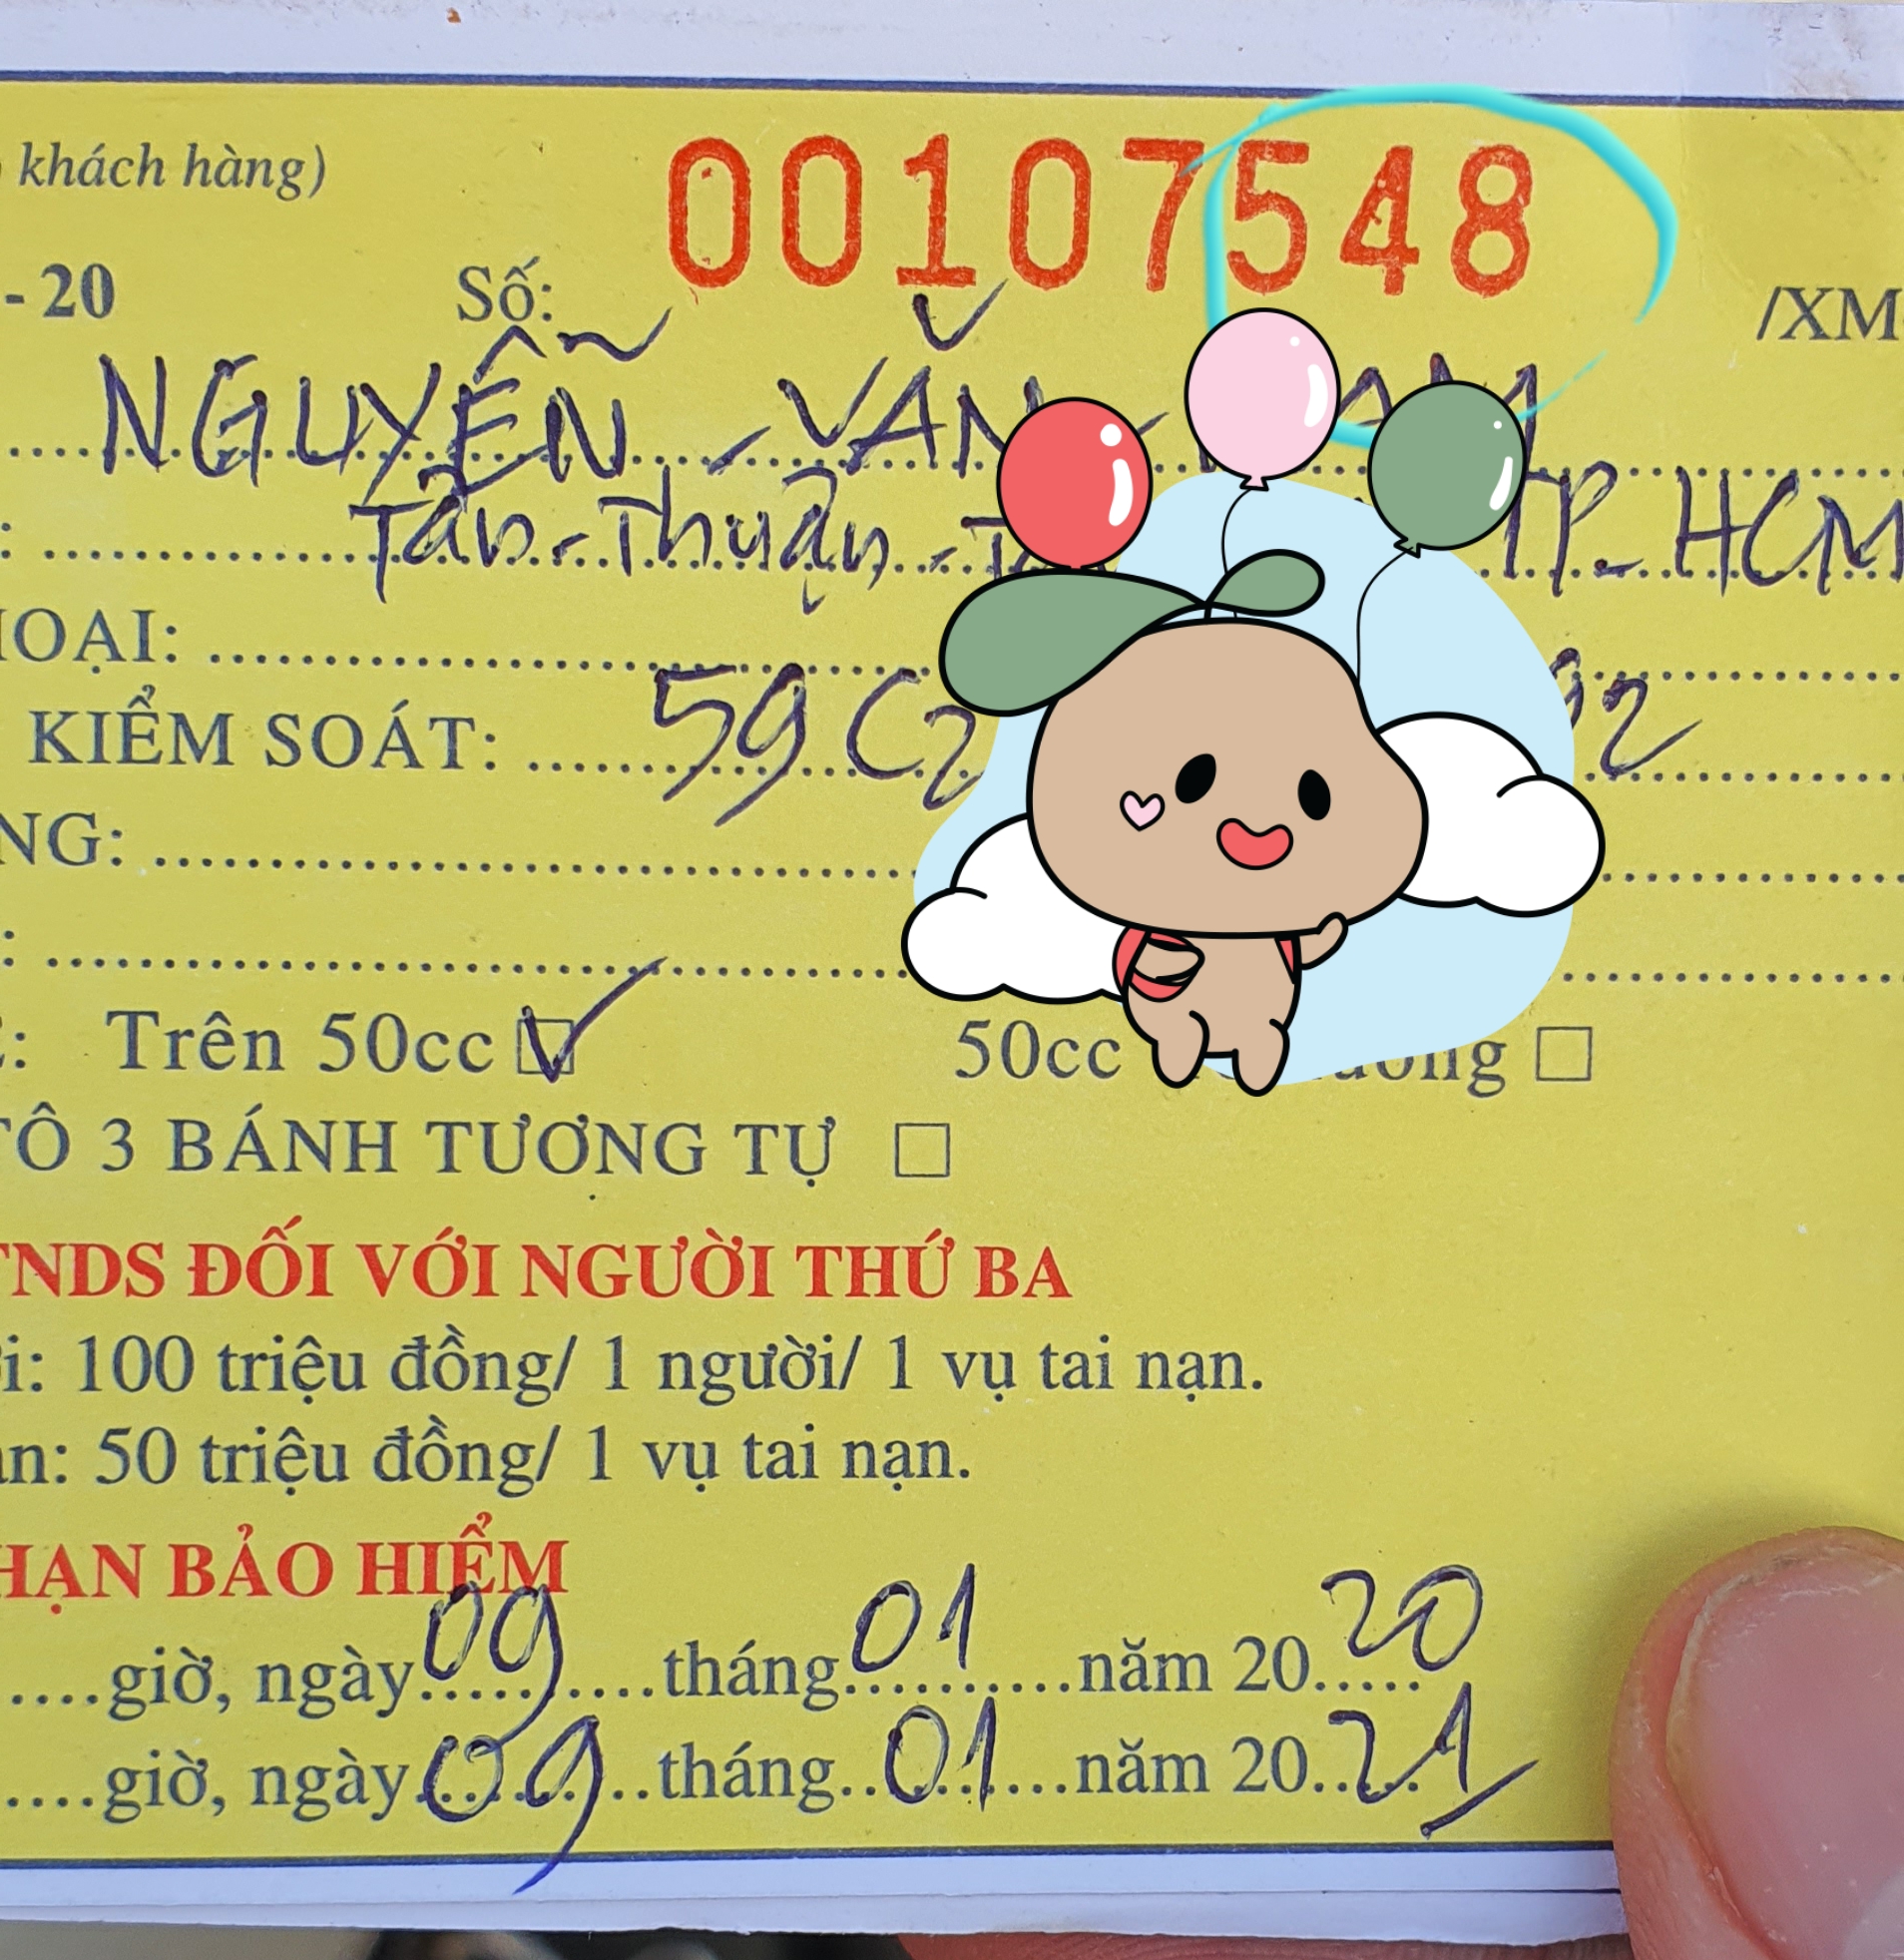 khách hàng)
00107548
- 20 Số: /XM
NGUYỄN - VĂN
Tân - Thuận - TP - HCM
OẠI:
KIỂM SOÁT: 59 C2 92
NG:
:
: Trên 50cc ☑ 50cc □
TÔ 3 BÁNH TƯƠNG TỰ □
TNDS ĐỐI VỚI NGƯỜI THỨ BA
i: 100 triệu đồng/ 1 người/ 1 vụ tai nạn.
n: 50 triệu đồng/ 1 vụ tai nạn.
HẠN BẢO HIỂM
....giờ, ngày 09 tháng 01 năm 2020
....giờ, ngày 09 tháng 01 năm 2021